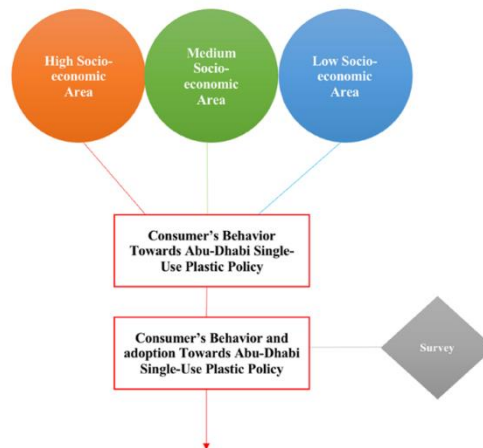 High Socio-
economic
Area
Medium
Socio-
economic
Area
Low Socio-
economic
Area
Consumer's Behavior
Towards Abu-Dhabi Single-
Use Plastic Policy
Consumer's Behavior and
adoption Towards Abu-Dhabi
Single-Use Plastic Policy
Survey